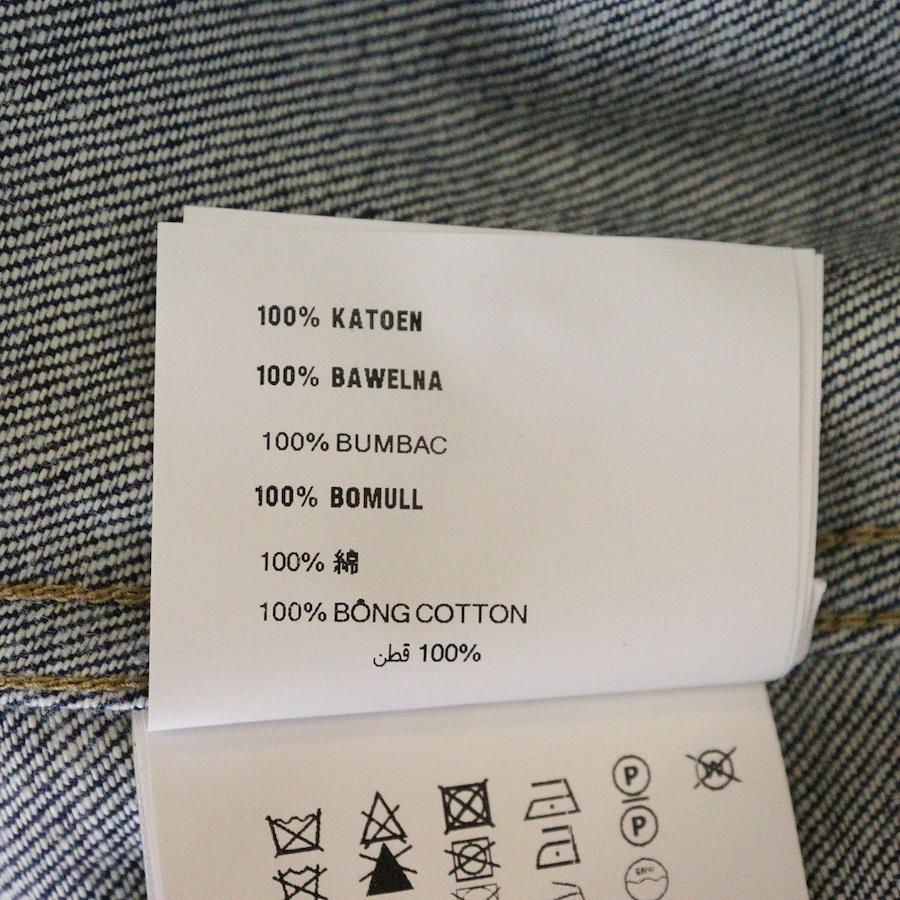 100% KATOEN
100% BAWELNA
100% BUMBAC
100% BOMULL
100% 綿
100% BÔNG COTTON
100% قطن
P
W
P